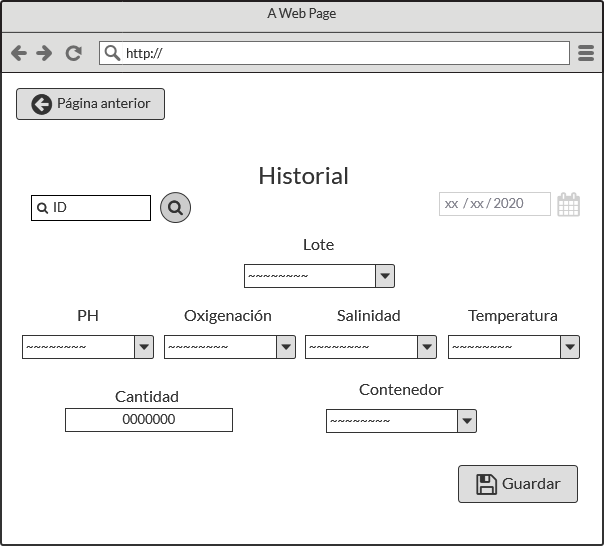 A Web Page
http://
Página anterior
Historial
ID
xx / xx / 2020
Lote
~~~~~~~~
PH Oxigenación Salinidad Temperatura
~~~~~~~~ ~~~~~~~~ ~~~~~~~~ ~~~~~~~~
Cantidad Contenedor
0000000 ~~~~~~~~
Guardar